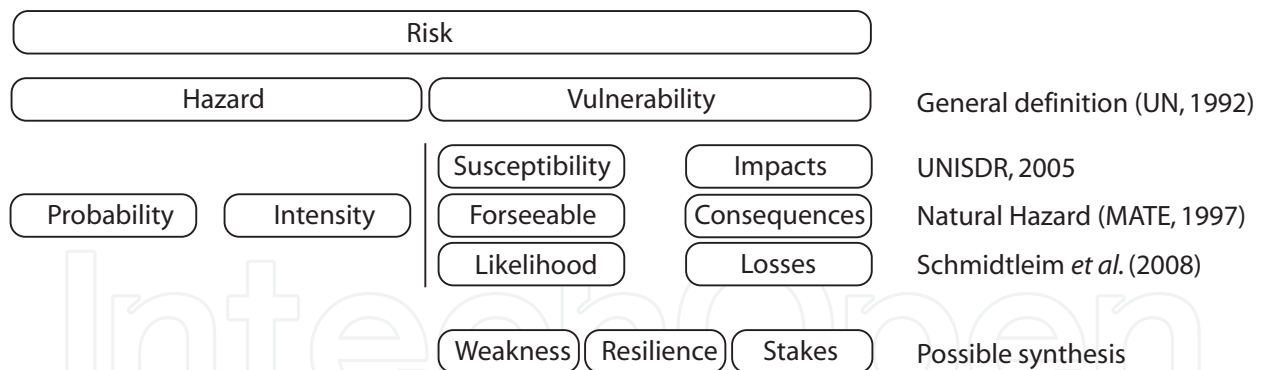 Risk
Hazard Vulnerability General definition (UN, 1992)
Susceptibility Impacts UNISDR, 2005
Probability Intensity Forseeable Consequences Natural Hazard (MATE, 1997)
Likelihood Losses Schmidtleim et al. (2008)
IntechOpen
Weakness Resilience Stakes Possible synthesis